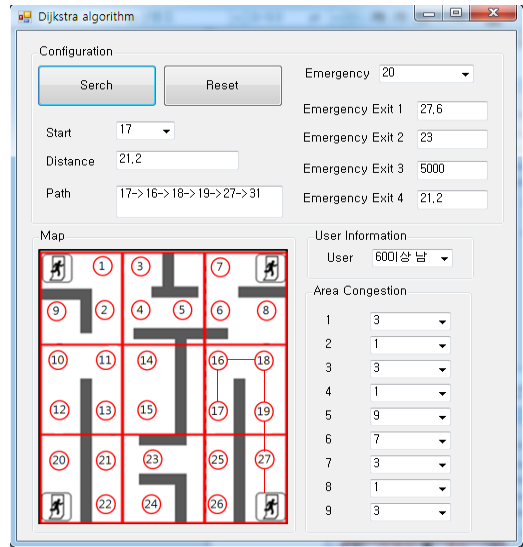 Dijkstra algorithm
Configuration
Serch
Reset
Emergency 20
Start 17
Distance 21,2
Path 17->16->18->19->27->31
Emergency Exit 1 27,6
Emergency Exit 2 23
Emergency Exit 3 5000
Emergency Exit 4 21,2
Map
1 3 7
9 2 4 5 6 8
10 11 14 16 18
12 13 15 17 19
20 21 23 25 27
22 24 26
User Information
User 60이상 남
Area Congestion
1 3
2 1
3 3
4 1
5 9
6 7
7 3
8 1
9 3